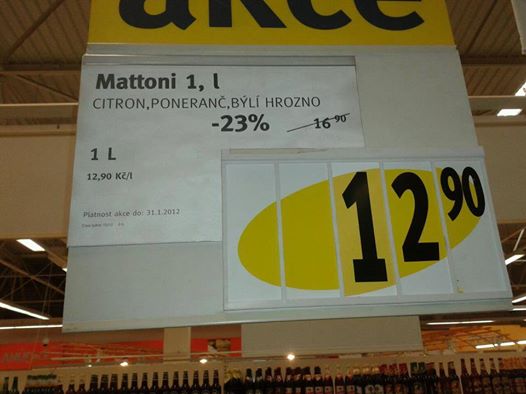 akce
Mattoni 1, l
CITRON,PONERANČ,BÝLÍ HROZNO
-23% 16 90
1 L
12,90 Kč/l
Platnost akce do: 31.1.2012
12 90